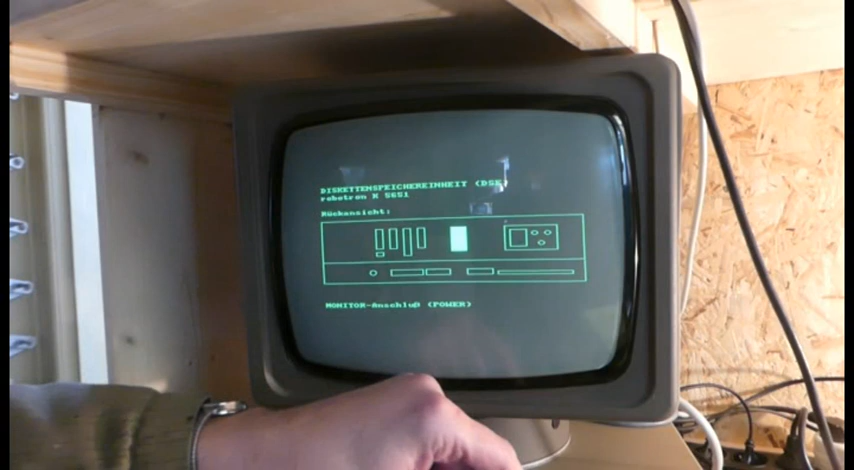 DISKETTENSPEICHEREINHEIT (DSE)
robotron K 5651
Rückansicht:
MONITOR-Anschluß (POWER)